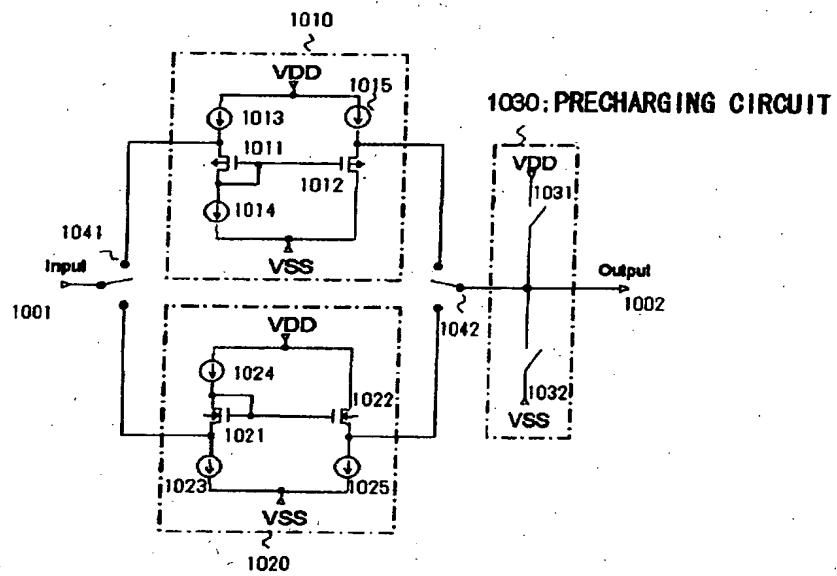 1010
VDD
1015
1030: PRECHARGING CIRCUIT
1013
1011
VDD
1012
1031
1014
1041
VSS
Input
Output
1001
1042
1002
VDD
1024
1022
1032
VSS
1021
1023
1025
VSS
1020